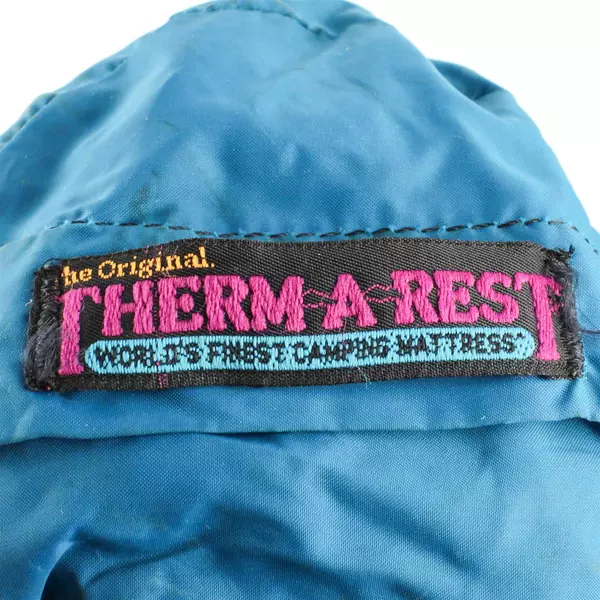 he Original.
THERM-A-REST
WORLD'S FINEST CAMPING MATTRESS